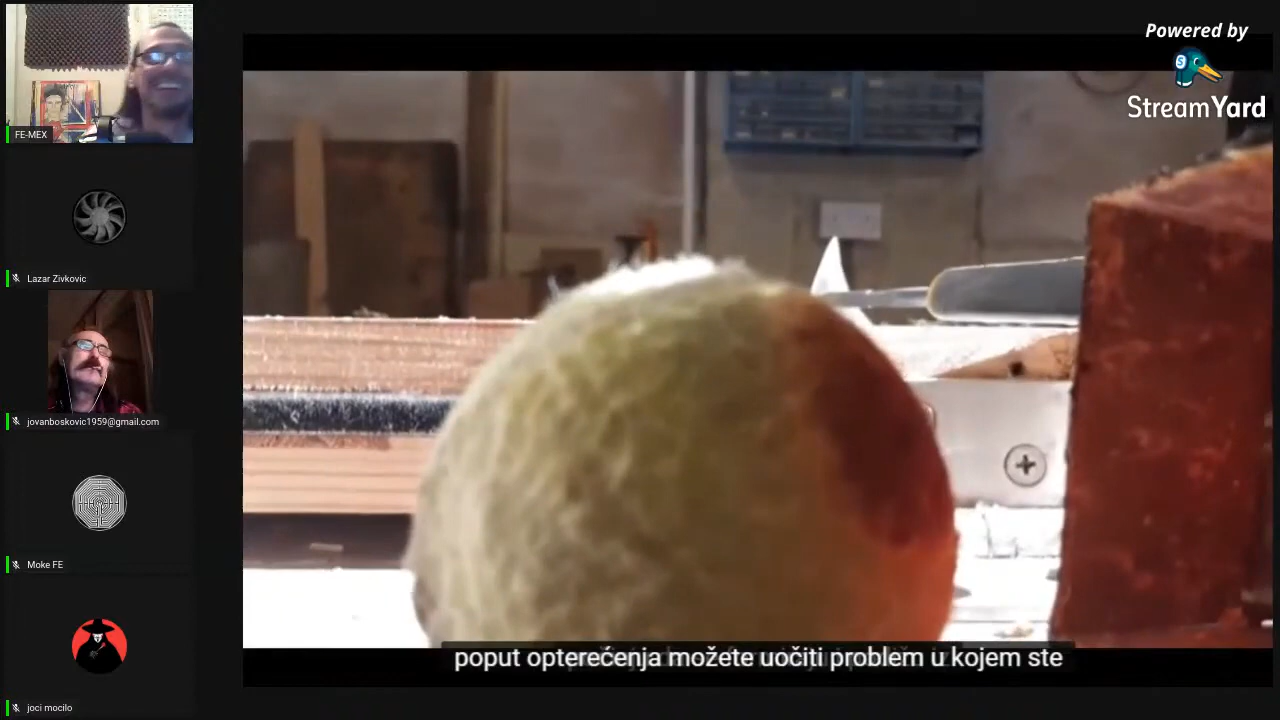 Powered by
StreamYard
FE-MEX
Lazar Zivkovic
jovanboskovic1959@gmail.com
Moke FE
joci mocilo
poput opterećenja možete uočiti problem u kojem ste